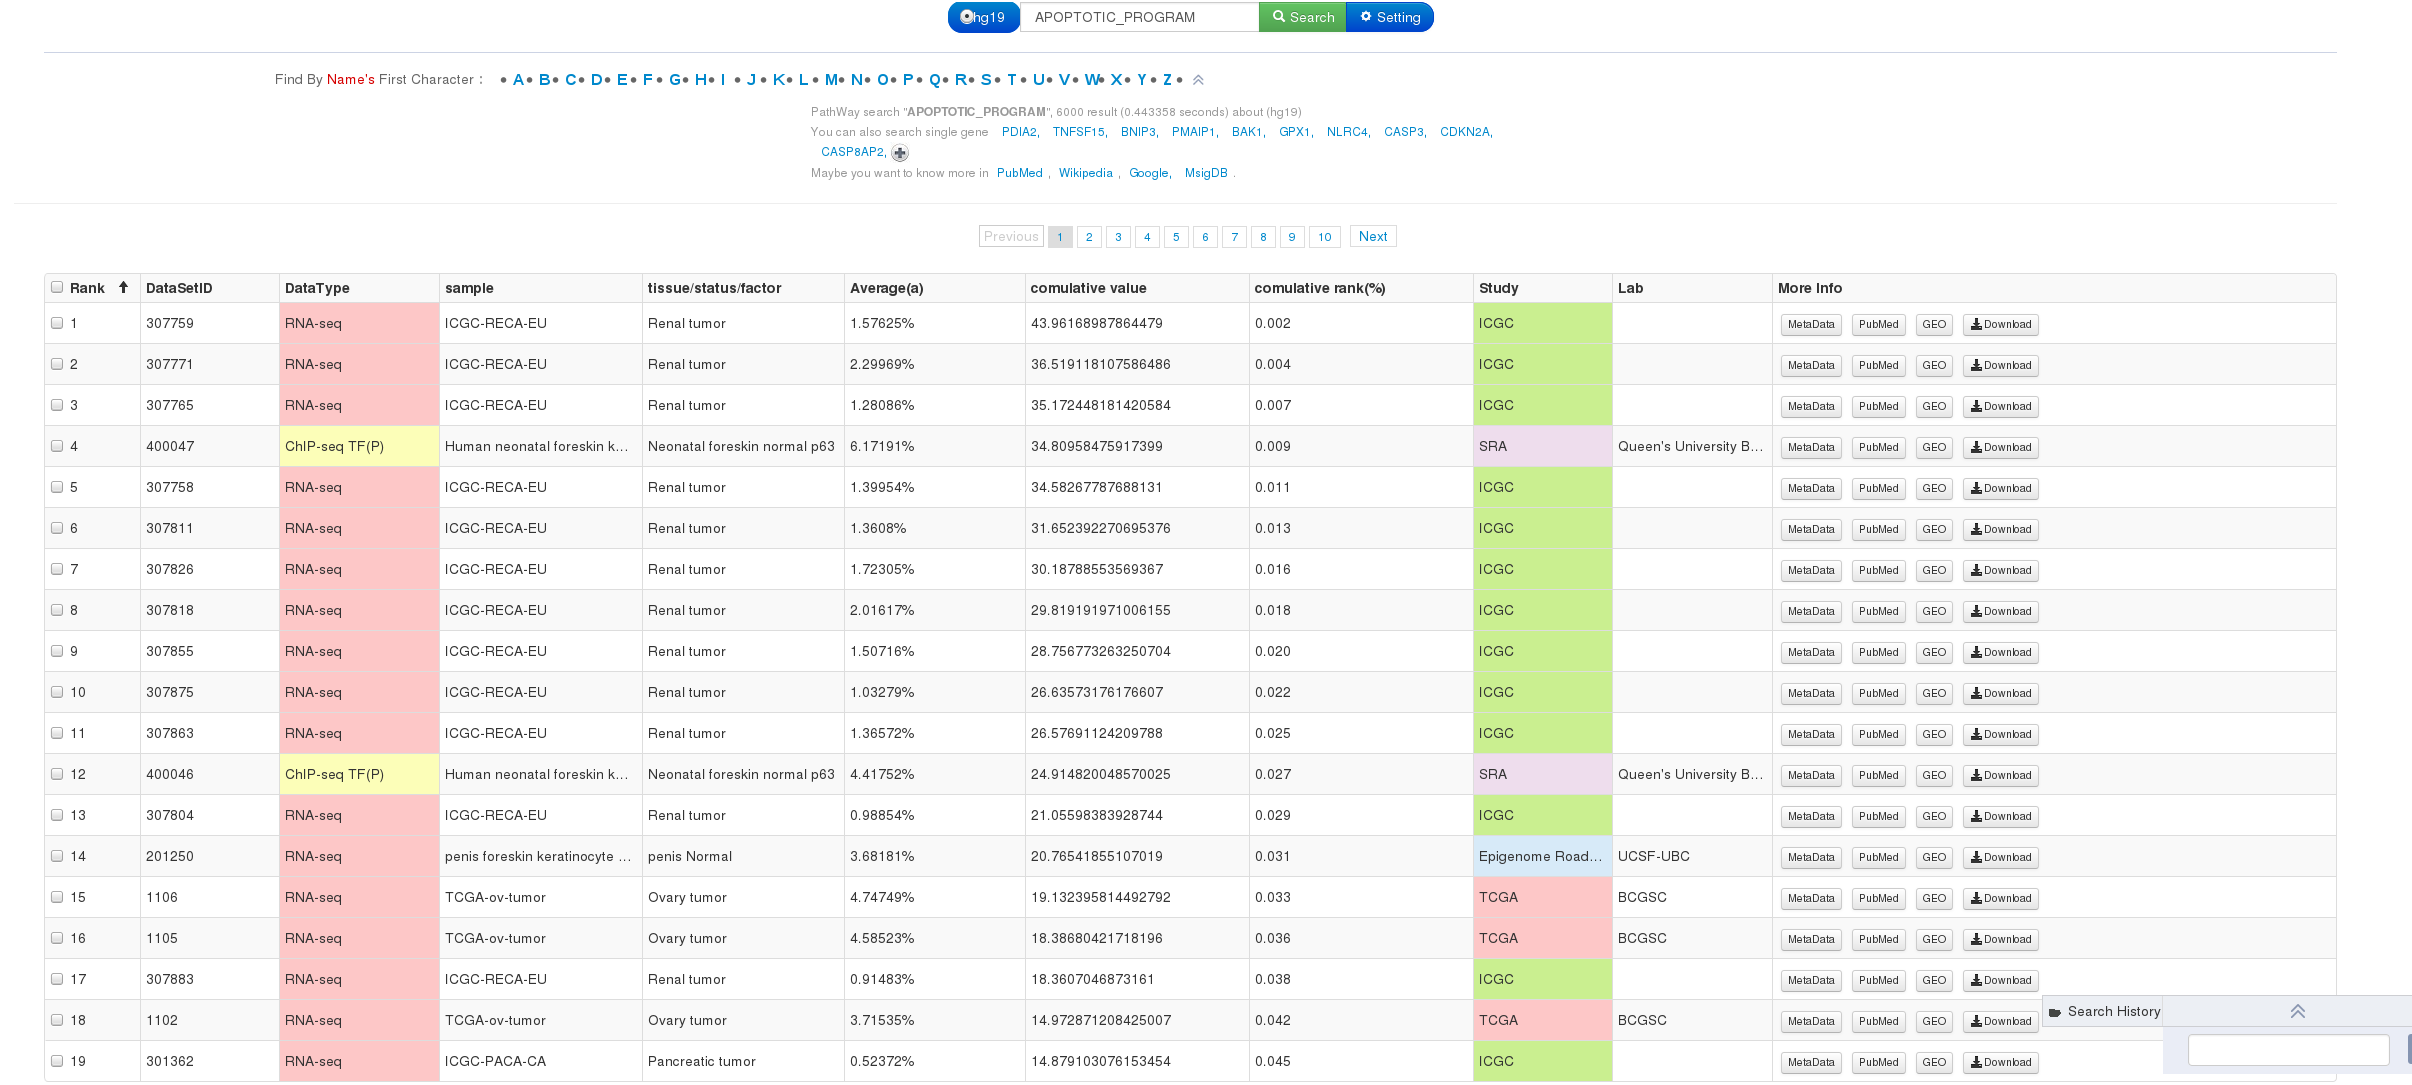 hg19 APOPTOTIC_PROGRAM Search Setting
Find By Name's First Character : • A • B • C • D • E • F • G • H • I • J • K • L • M • N • O • P • Q • R • S • T • U • V • W • X • Y • Z •
PathWay search "APOPTOTIC_PROGRAM", 6000 result (0.443358 seconds) about (hg19)
You can also search single gene PDIA2, TNFSF15, BNIP3, PMAIP1, BAK1, GPX1, NLRC4, CASP3, CDKN2A,
CASP8AP2,
Maybe you want to know more in PubMed , Wikipedia , Google, MsigDB .
Previous 1 2 3 4 5 6 7 8 9 10 Next
Rank DataSetID DataType sample tissue/status/factor Average(a) comulative value comulative rank(%) Study Lab More Info
1 307759 RNA-seq ICGC-RECA-EU Renal tumor 1.57625% 43.96168987864479 0.002 ICGC MetaData PubMed GEO Download
2 307771 RNA-seq ICGC-RECA-EU Renal tumor 2.29969% 36.519118107586486 0.004 ICGC MetaData PubMed GEO Download
3 307765 RNA-seq ICGC-RECA-EU Renal tumor 1.28086% 35.172448181420584 0.007 ICGC MetaData PubMed GEO Download
4 400047 ChIP-seq TF(P) Human neonatal foreskin k... Neonatal foreskin normal p63 6.17191% 34.80958475917399 0.009 SRA Queen's University B... MetaData PubMed GEO Download
5 307758 RNA-seq ICGC-RECA-EU Renal tumor 1.39954% 34.58267787688131 0.011 ICGC MetaData PubMed GEO Download
6 307811 RNA-seq ICGC-RECA-EU Renal tumor 1.3608% 31.652392270695376 0.013 ICGC MetaData PubMed GEO Download
7 307826 RNA-seq ICGC-RECA-EU Renal tumor 1.72305% 30.18788553569367 0.016 ICGC MetaData PubMed GEO Download
8 307818 RNA-seq ICGC-RECA-EU Renal tumor 2.01617% 29.819191971006155 0.018 ICGC MetaData PubMed GEO Download
9 307855 RNA-seq ICGC-RECA-EU Renal tumor 1.50716% 28.756773263250704 0.020 ICGC MetaData PubMed GEO Download
10 307875 RNA-seq ICGC-RECA-EU Renal tumor 1.03279% 26.63573176176607 0.022 ICGC MetaData PubMed GEO Download
11 307863 RNA-seq ICGC-RECA-EU Renal tumor 1.36572% 26.57691124209788 0.025 ICGC MetaData PubMed GEO Download
12 400046 ChIP-seq TF(P) Human neonatal foreskin k... Neonatal foreskin normal p63 4.41752% 24.914820048570025 0.027 SRA Queen's University B... MetaData PubMed GEO Download
13 307804 RNA-seq ICGC-RECA-EU Renal tumor 0.98854% 21.05598383928744 0.029 ICGC MetaData PubMed GEO Download
14 201250 RNA-seq penis foreskin keratinocyte ... penis Normal 3.68181% 20.76541855107019 0.031 Epigenome Road... UCSF-UBC MetaData PubMed GEO Download
15 1106 RNA-seq TCGA-ov-tumor Ovary tumor 4.74749% 19.132395814492792 0.033 TCGA BCGSC MetaData PubMed GEO Download
16 1105 RNA-seq TCGA-ov-tumor Ovary tumor 4.58523% 18.38680421718196 0.036 TCGA BCGSC MetaData PubMed GEO Download
17 307883 RNA-seq ICGC-RECA-EU Renal tumor 0.91483% 18.3607046873161 0.038 ICGC MetaData PubMed GEO Download
18 1102 RNA-seq TCGA-ov-tumor Ovary tumor 3.71535% 14.972871208425007 0.042 TCGA BCGSC MetaData PubMed GEO Download Search History
19 301362 RNA-seq ICGC-PACA-CA Pancreatic tumor 0.52372% 14.879103076153454 0.045 ICGC MetaData PubMed GEO Download